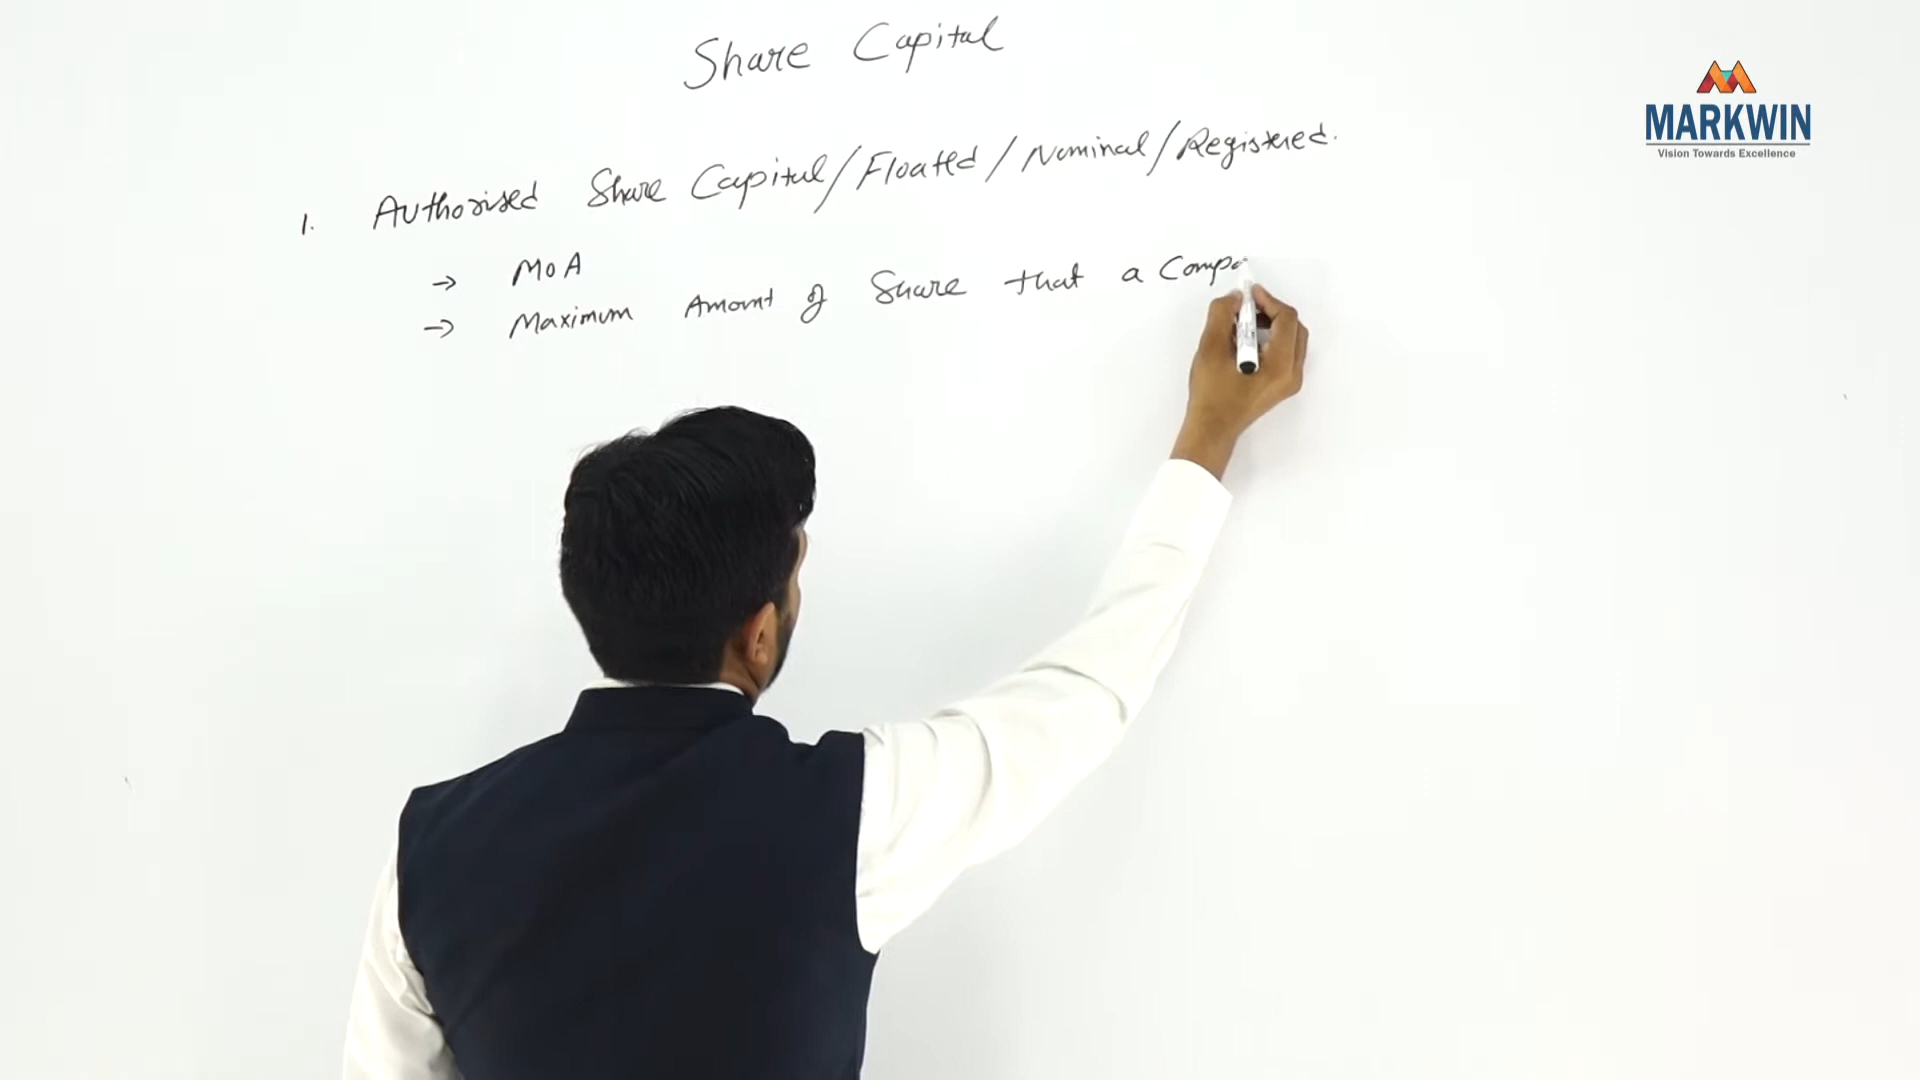 Share Capital
MARKWIN
Vision Towards Excellence
1. Authorised Share Capital/Floated/Nominal/Registered.
→ MOA
→ Maximum Amount of Share that a Compa